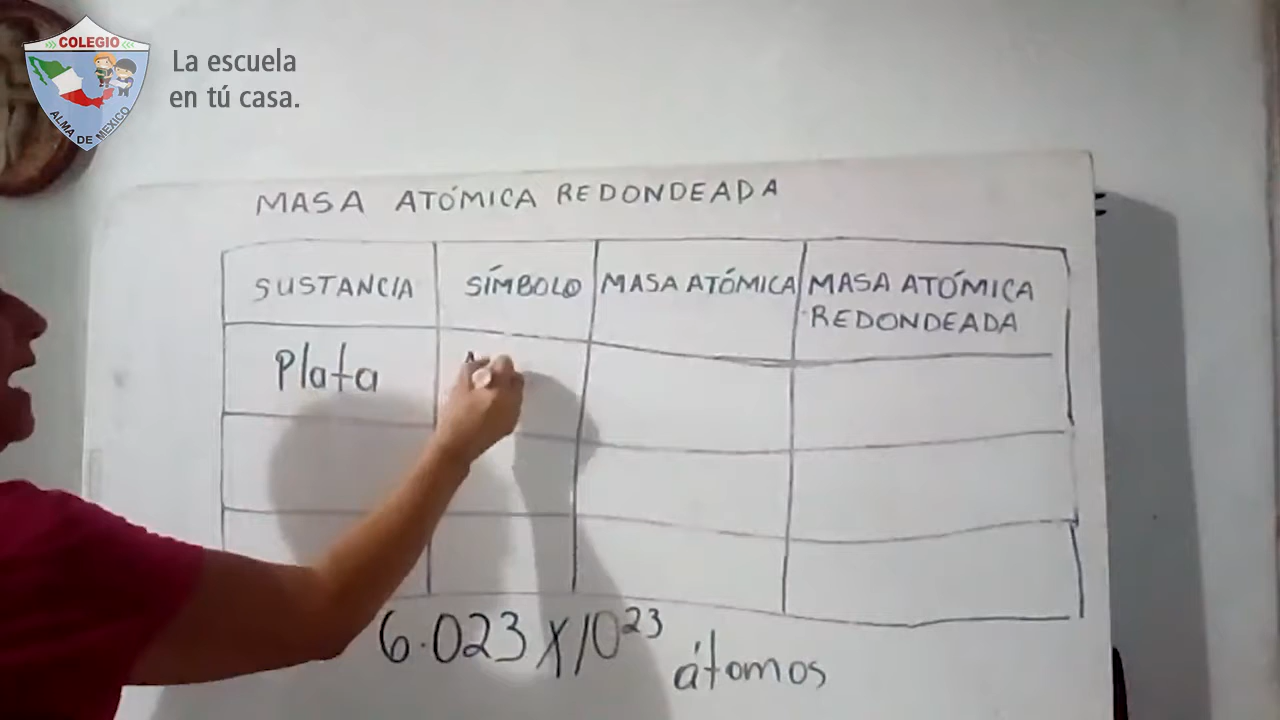 COLEGIO
ALMA DE MEXICO
La escuela
en tú casa.
MASA ATÓMICA REDONDEADA
SUSTANCIA SÍMBOLO MASA ATÓMICA MASA ATÓMICA
REDONDEADA
Plata
6.023 X 10²³ átomos